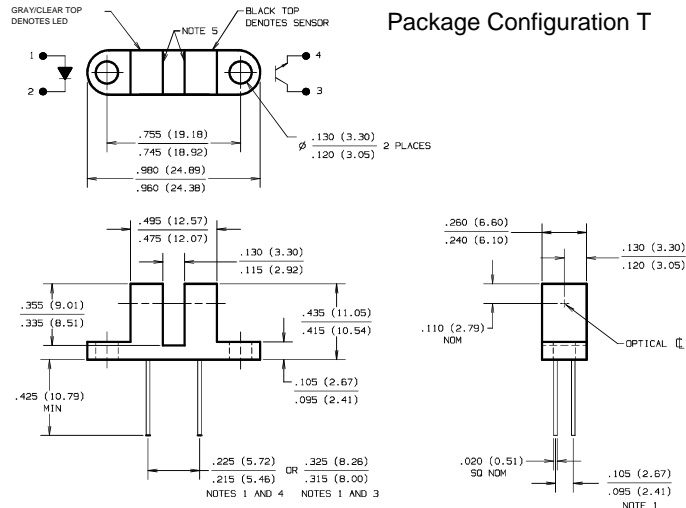 GRAY/CLEAR TOP
DENOTES LED
BLACK TOP
DENOTES SENSOR
Package Configuration T
NOTE 5
1
2
4
3
.755 (19.18)
.745 (18.92)
.980 (24.89)
.960 (24.38)
Ø .130 (3.30)
.120 (3.05)
2 PLACES
.495 (12.57)
.475 (12.07)
.130 (3.30)
.115 (2.92)
.355 (9.01)
.335 (8.51)
.435 (11.05)
.415 (10.54)
.105 (2.67)
.095 (2.41)
.425 (10.79)
MIN
.225 (5.72)
.215 (5.46)
NOTES 1 AND 4
OR
.325 (8.26)
.315 (8.00)
NOTES 1 AND 3
.260 (6.60)
.240 (6.10)
.130 (3.30)
.120 (3.05)
.110 (2.79)
NOM
OPTICAL ℄
.020 (0.51)
SQ NOM
.105 (2.67)
.095 (2.41)
NOTE 1